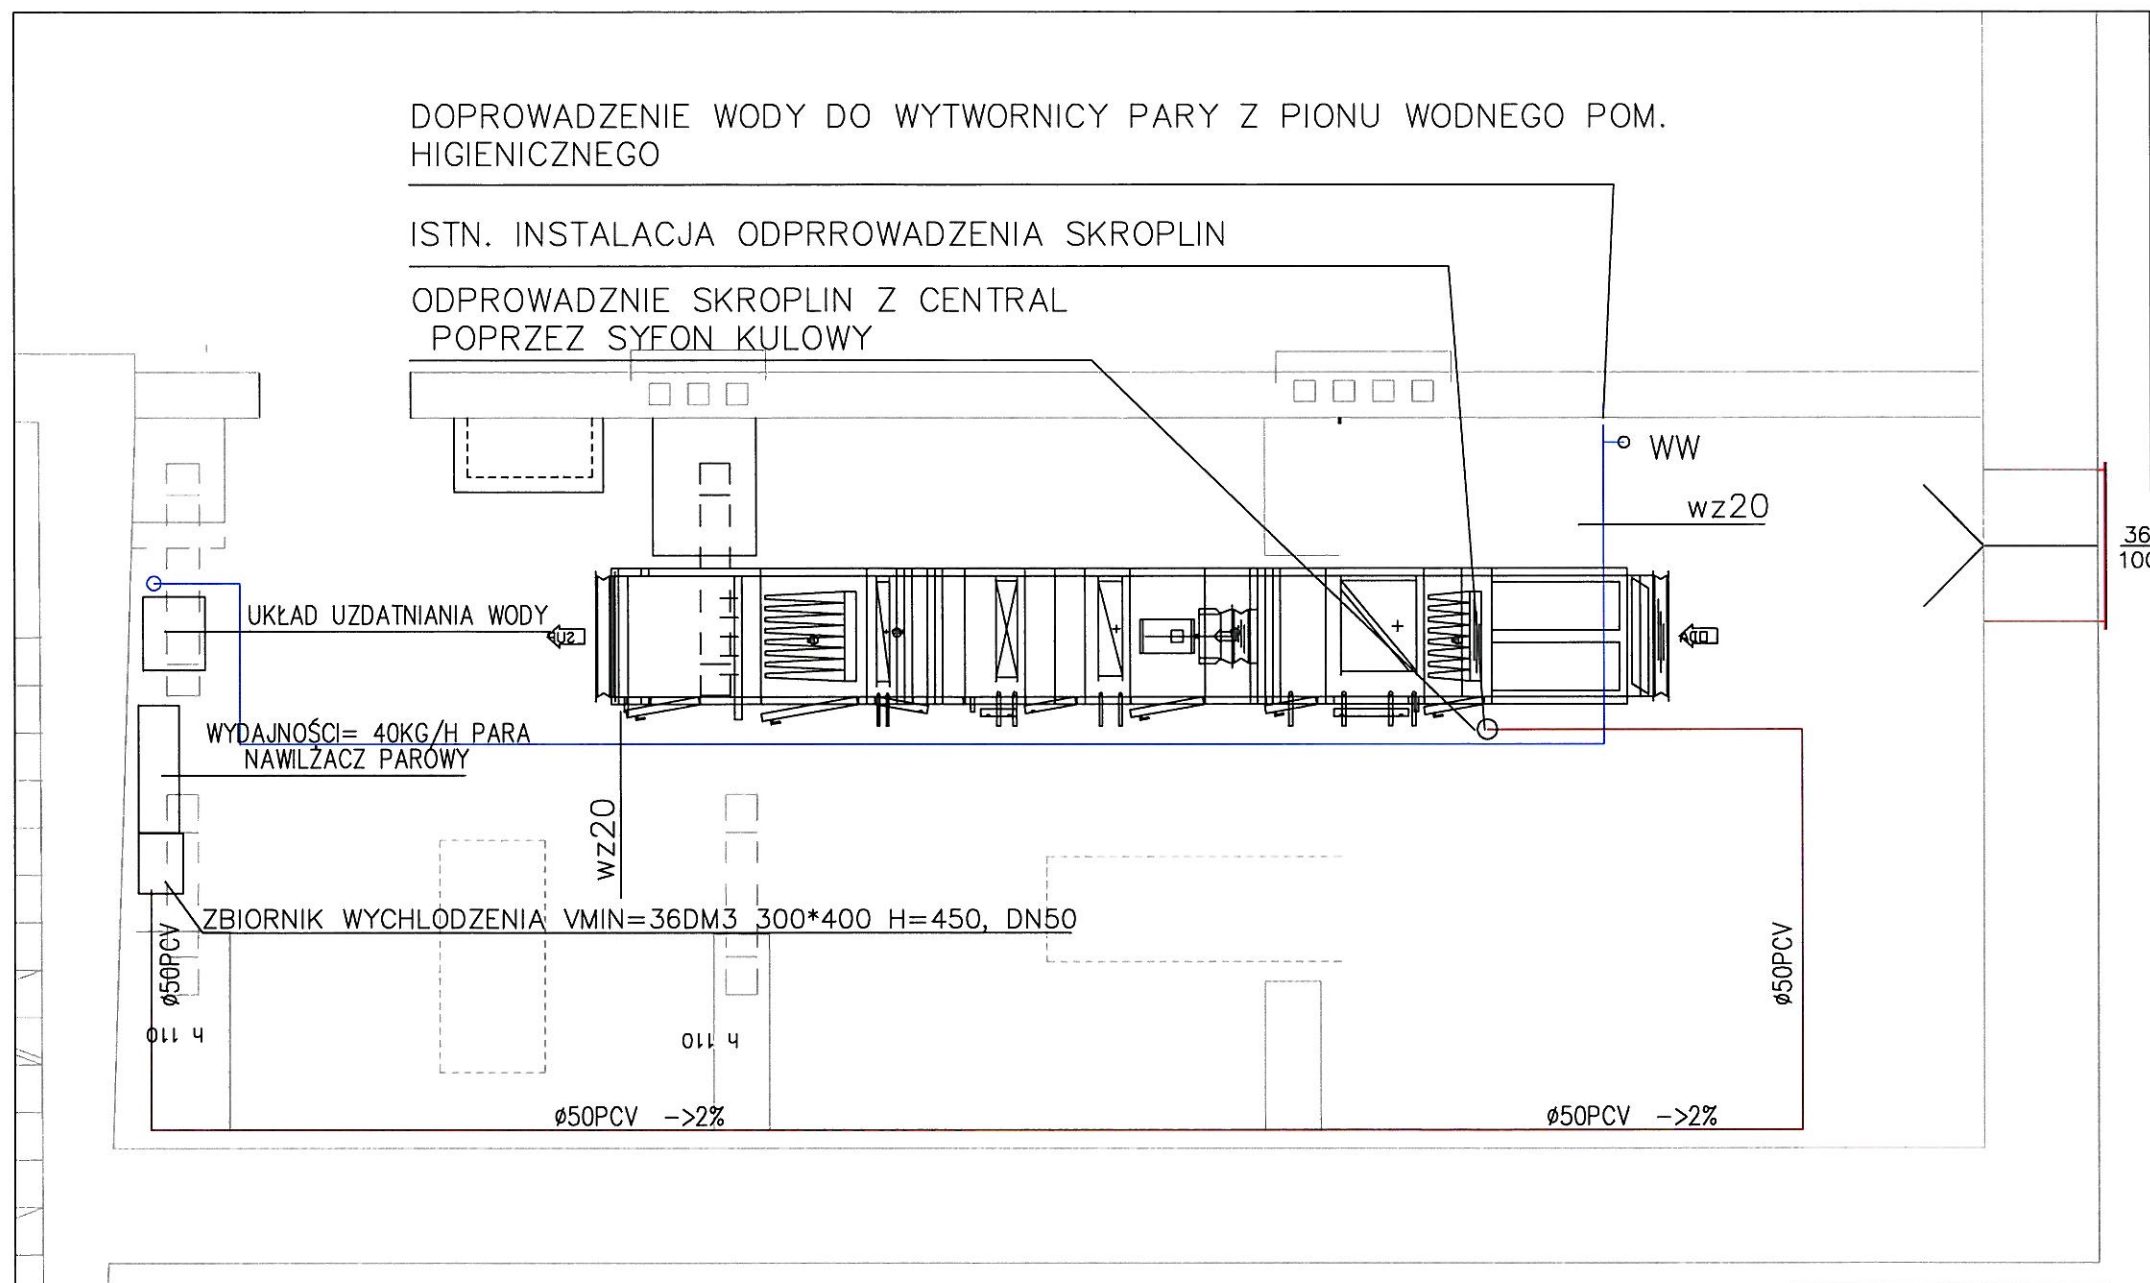 DOPROWADZENIE WODY DO WYTWORNICY PARY Z PIONU WODNEGO POM.
HIGIENICZNEGO
ISTN. INSTALACJA ODPRROWADZENIA SKROPLIN
ODPROWADZNIE SKROPLIN Z CENTRAL
POPRZEZ SYFON KULOWY
WW
wz20
36
100
UKŁAD UZDATNIANIA WODY
WYDAJNOŚCI= 40KG/H PARA
NAWILŻACZ PAROWY
wz20
ZBIORNIK WYCHLODZENIA VMIN=36DM3 300*400 H=450, DN50
ø50PCV
ø50PCV
h 110
h 110
ø50PCV ->2%
ø50PCV ->2%